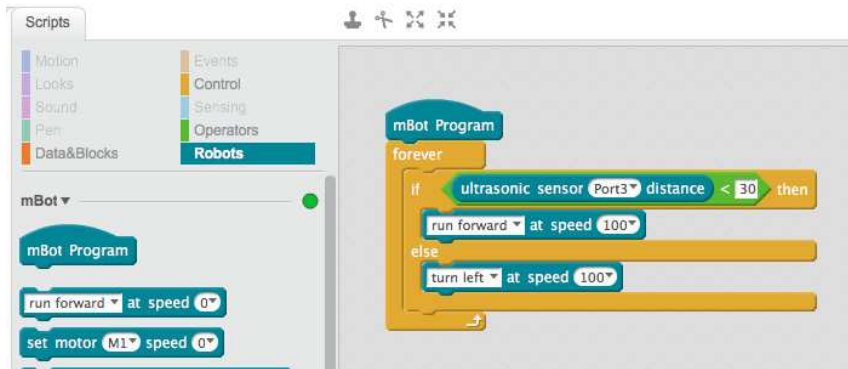 Scripts
Motion
Looks
Sound
Pen
Data&Blocks
Events
Control
Sensing
Operators
Robots
mBot
mBot Program
run forward at speed 0
set motor M1 speed 0
mBot Program
forever
if ultrasonic sensor Port3 distance < 30 then
run forward at speed 100
else
turn left at speed 100